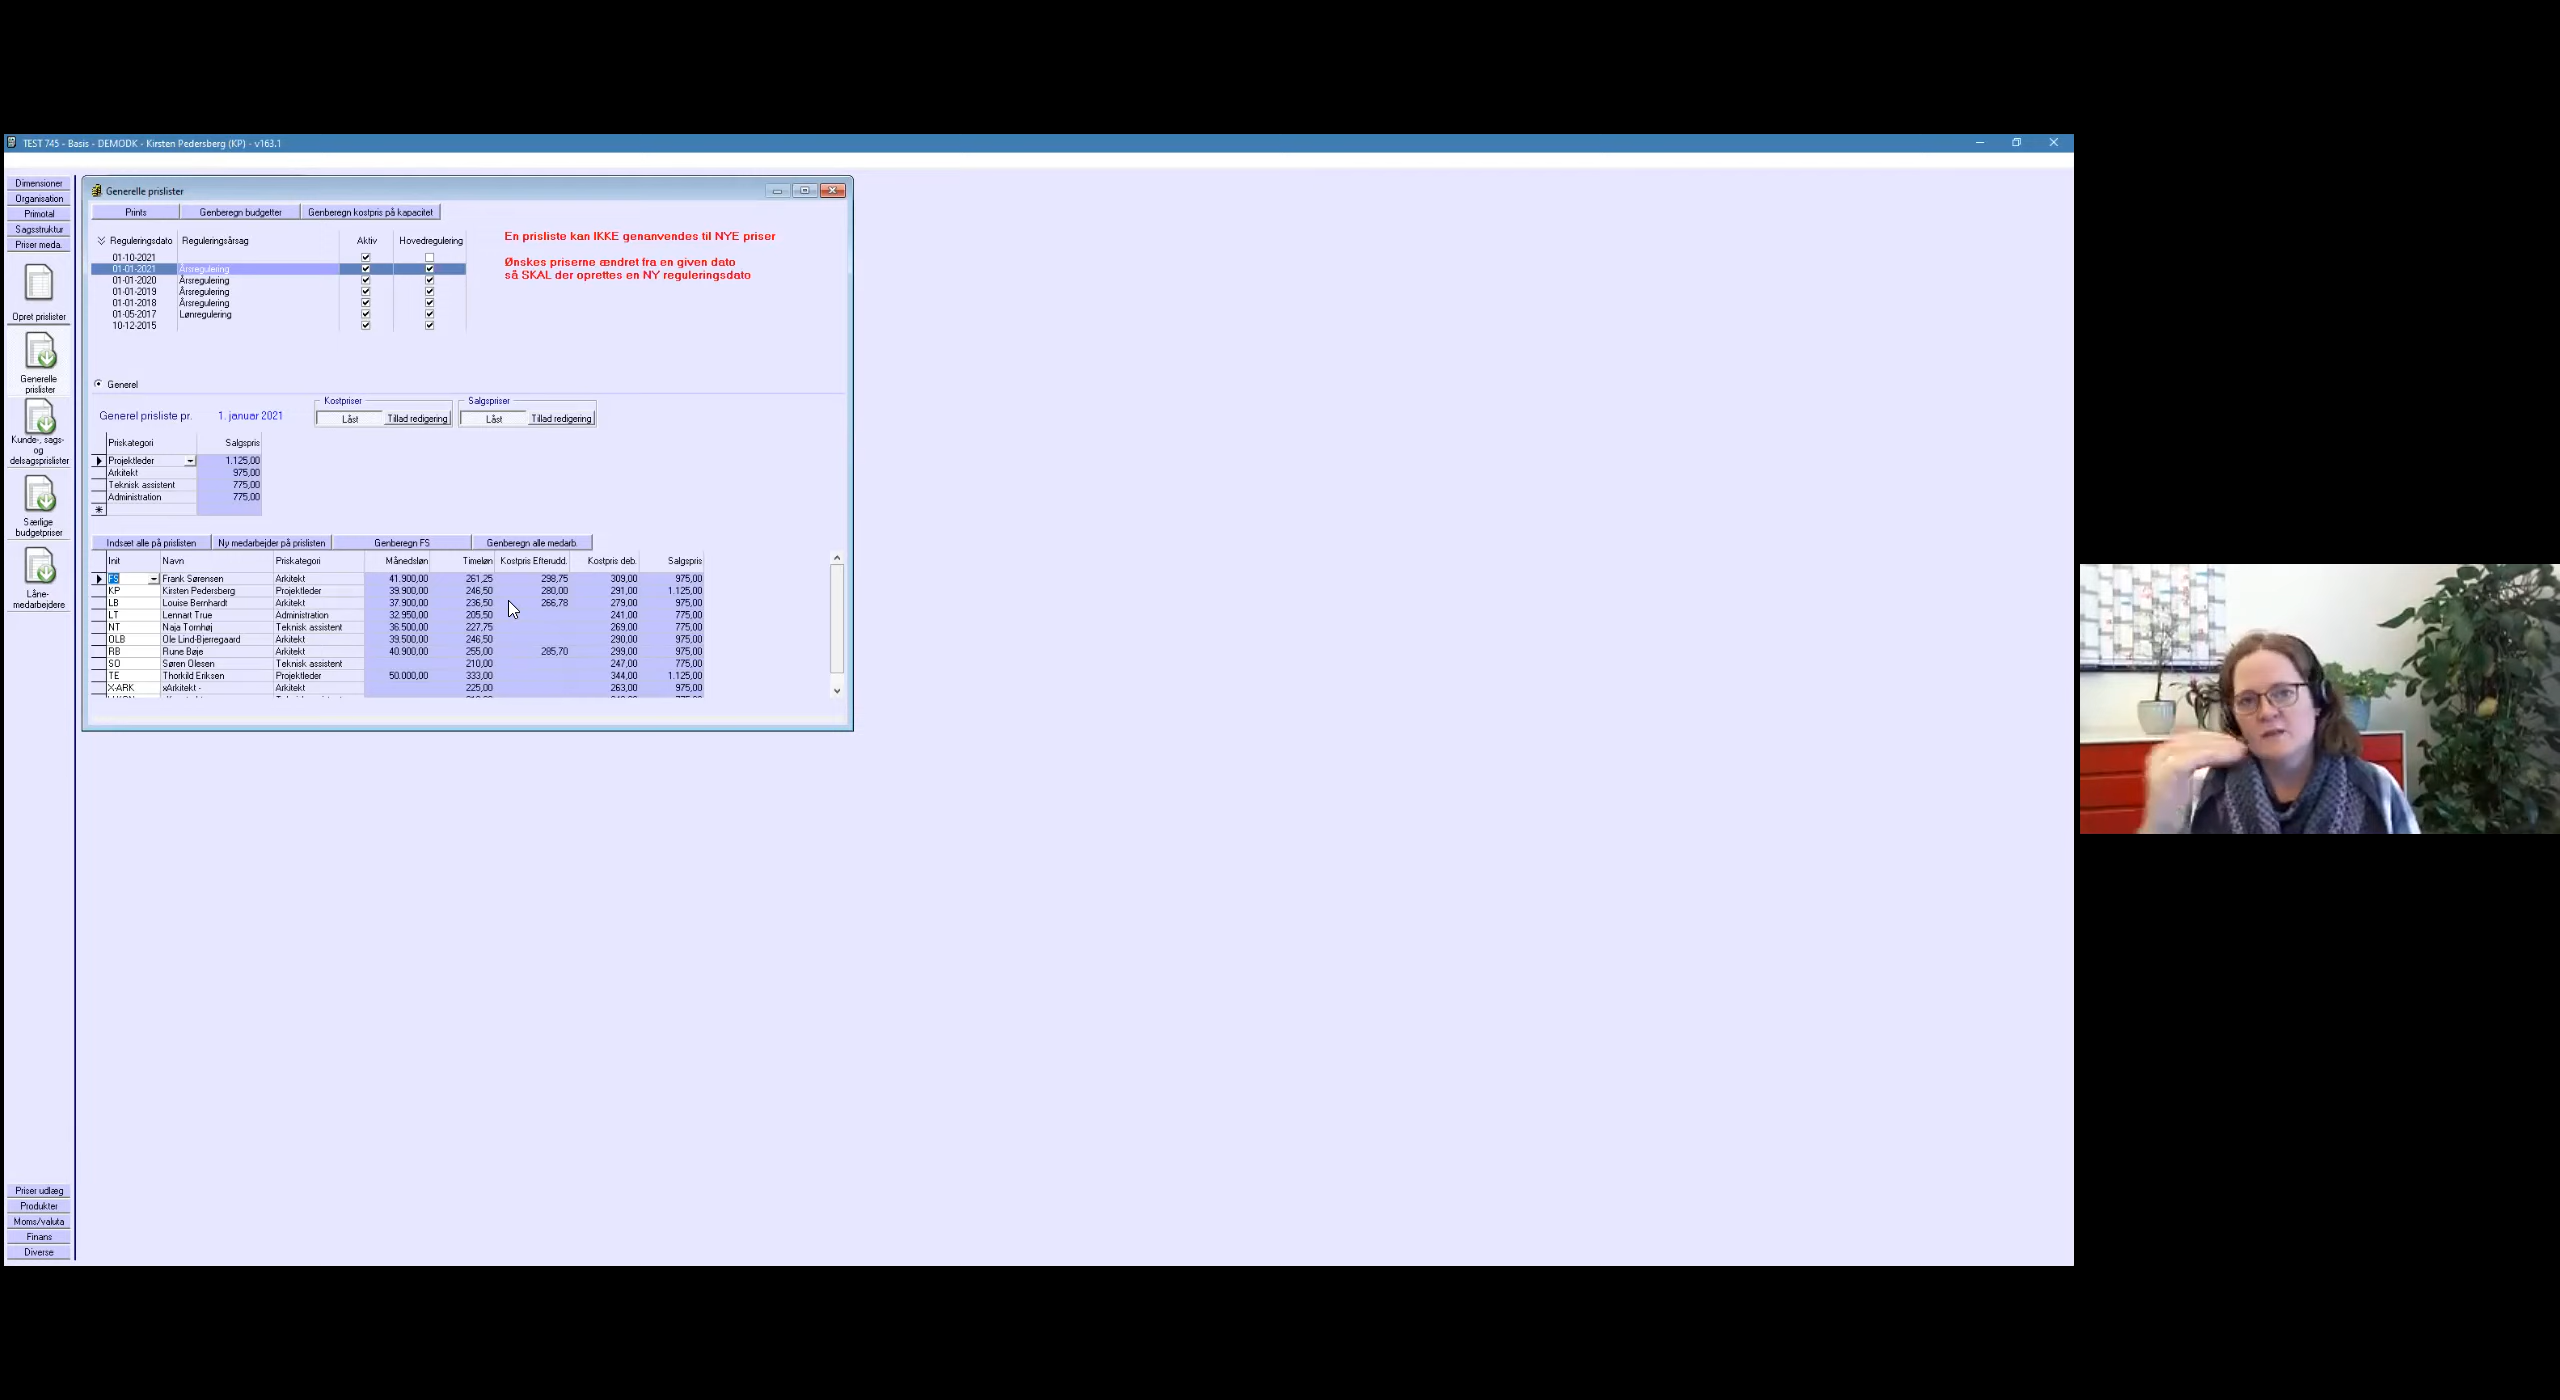 TEST 745 - Basis - DEMODK - Kirsten Pedersberg (KP) - v163.1
Dimensioner
Organisation
Primotal
Sagsstruktur
Priser meda.
Opret prislister
Generelle
prislister
Kunde-, sags-
og
delsagsprislister
Særlige
budgetpriser
Låne-
medarbejdere
Priser udlæg
Produkter
Moms/valuta
Finans
Diverse
Generelle prislister
Prints Genberegn budgetter Genberegn kostpris på kapacitet
Reguleringsdato Reguleringsårsag Aktiv Hovedregulering
01-10-2021
01-01-2021 Årsregulering
01-01-2020 Årsregulering
01-01-2019 Årsregulering
01-01-2018 Årsregulering
01-05-2017 Lønregulering
10-12-2015
En prisliste kan IKKE genanvendes til NYE priser
Ønskes priserne ændret fra en given dato
så SKAL der oprettes en NY reguleringsdato
Generel
Generel prisliste pr. 1. januar 2021
Kostpriser Salgspriser
Låst Tillad redigering Låst Tillad redigering
Priskategori Salgspris
Projektleder 1.125,00
Arkitekt 975,00
Teknisk assistent 775,00
Administration 775,00
Indsæt alle på prislisten Ny medarbejder på prislisten Genberegn FS Genberegn alle medarb.
Init Navn Priskategori Månedsløn Timeløn Kostpris Efterudd. Kostpris deb. Salgspris
FS Frank Sørensen Arkitekt 41.900,00 261,25 298,75 309,00 975,00
KP Kirsten Pedersberg Projektleder 39.900,00 246,50 280,00 291,00 1.125,00
LB Louise Bernhardt Arkitekt 37.900,00 236,50 266,78 279,00 975,00
LT Lennart True Administration 32.950,00 205,50 241,00 775,00
NT Naja Tornhøj Teknisk assistent 36.500,00 227,75 269,00 775,00
OLB Ole Lind-Bjerregaard Arkitekt 39.500,00 246,50 290,00 975,00
RB Rune Bøje Arkitekt 40.900,00 255,00 285,70 299,00 975,00
SO Søren Olesen Teknisk assistent 210,00 247,00 775,00
TE Thorkild Eriksen Projektleder 50.000,00 333,00 344,00 1.125,00
X-ARK xArkitekt - Arkitekt 225,00 263,00 975,00